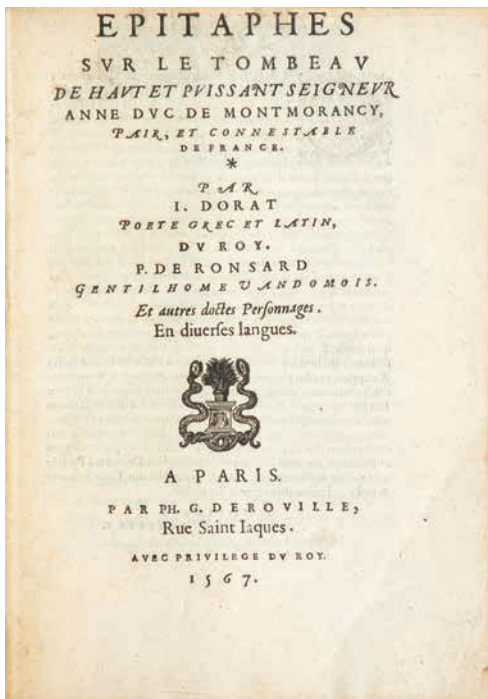 EPITAPHES
SVR LE TOMBEAV
DE HAVT ET PVISSANT SEIGNEVR
ANNE DVC DE MONTMORANCY,
PAIR, ET CONNESTABLE
DE FRANCE.
*
PAR
I. DORAT
POETE GREC ET LATIN,
DV ROY.
P. DE RONSARD
GENTILHOME VANDOMOIS.
Et autres doctes Perſonnages.
En diuerſes langues.
A PARIS.
PAR PH. G. DE ROVILLE,
Rue Saint Iaques.
AVEC PRIVILEGE DV ROY.
1567.